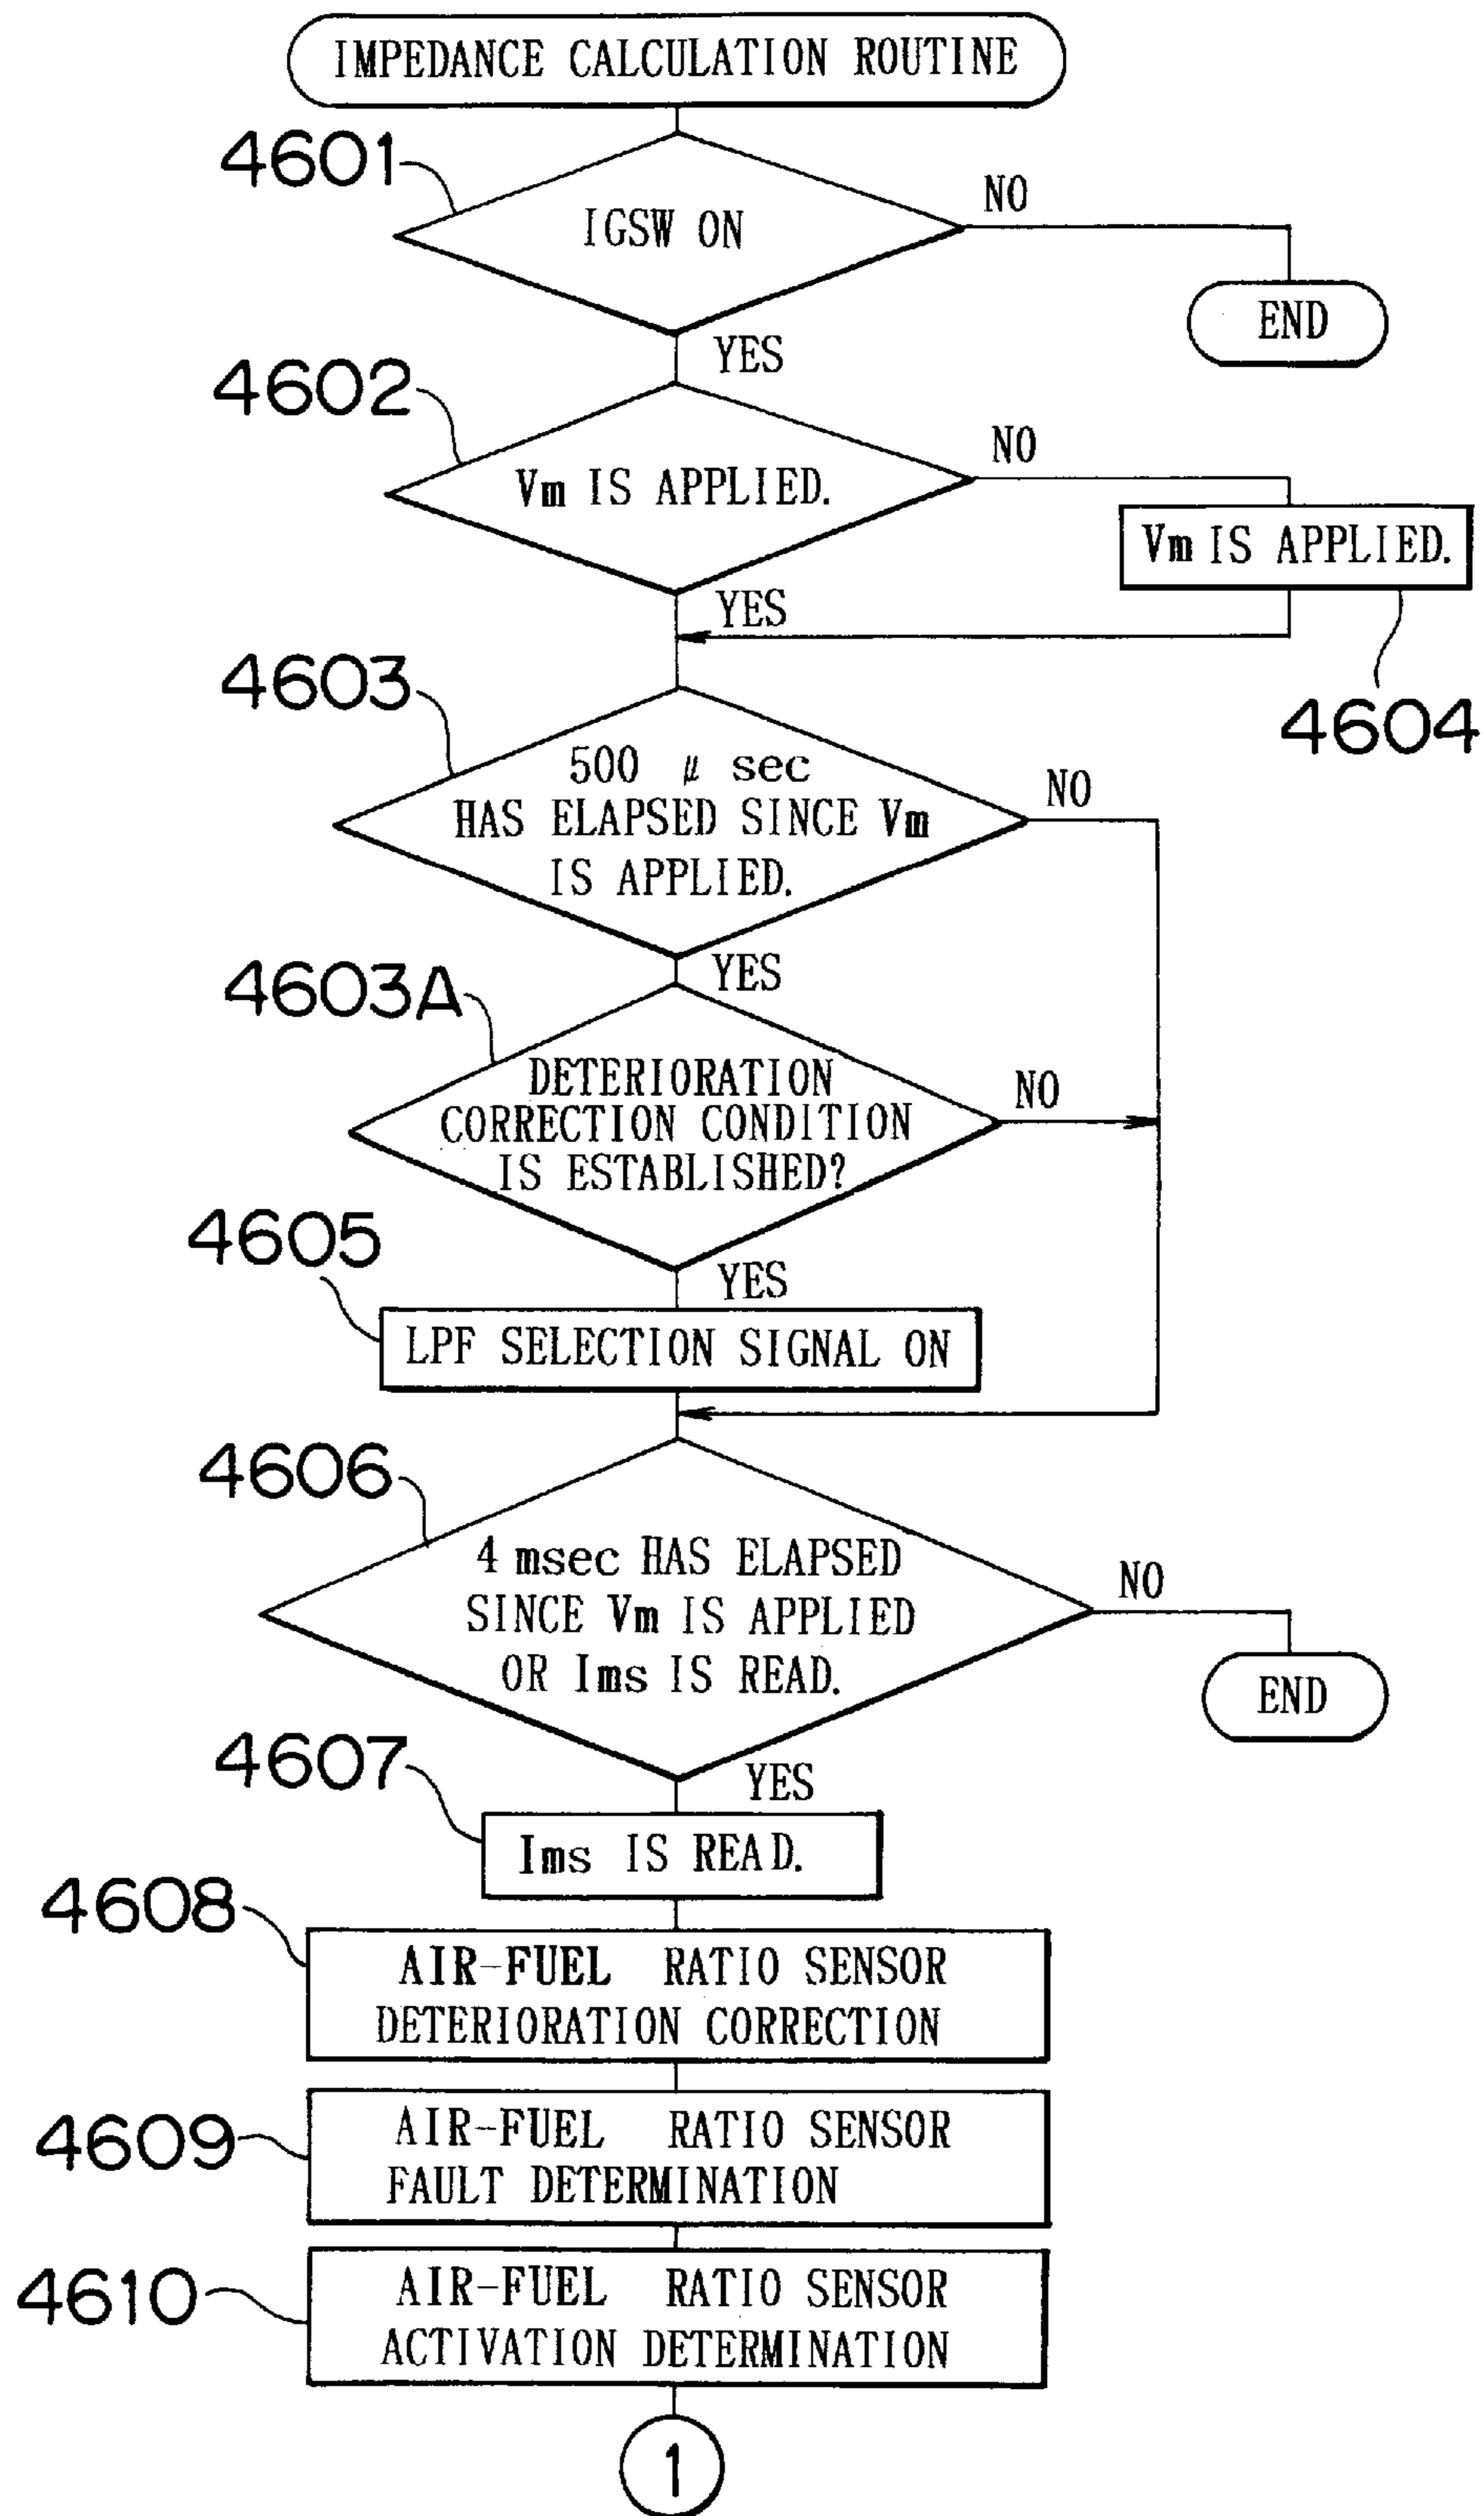 IMPEDANCE CALCULATION ROUTINE
4601
IGSW ON
NO
END
YES
4602
Vm IS APPLIED.
NO
Vm IS APPLIED.
YES
4604
4603
500 μ sec
HAS ELAPSED SINCE Vm
IS APPLIED.
NO
YES
4603A
DETERIORATION
CORRECTION CONDITION
IS ESTABLISHED?
NO
4605
YES
LPF SELECTION SIGNAL ON
4606
4 msec HAS ELAPSED
SINCE Vm IS APPLIED
OR Ims IS READ.
NO
END
4607
YES
Ims IS READ.
4608
AIR-FUEL RATIO SENSOR
DETERIORATION CORRECTION
4609
AIR-FUEL RATIO SENSOR
FAULT DETERMINATION
4610
AIR-FUEL RATIO SENSOR
ACTIVATION DETERMINATION
1